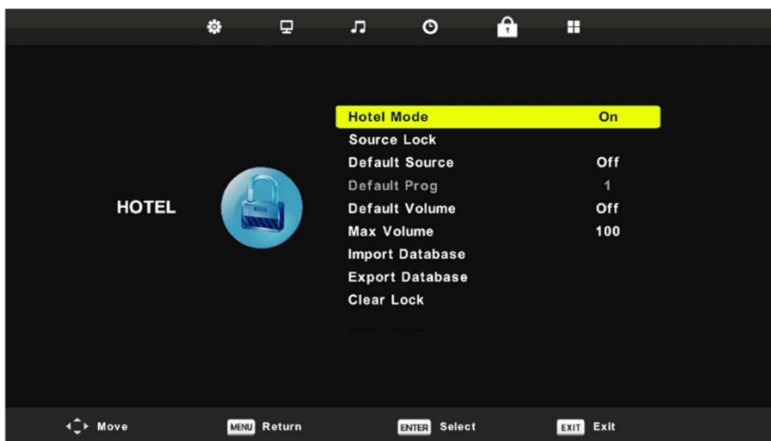 Hotel Mode On
Source Lock
Default Source Off
Default Prog 1
HOTEL
Default Volume Off
Max Volume 100
Import Database
Export Database
Clear Lock
Move MENU Return ENTER Select EXIT Exit